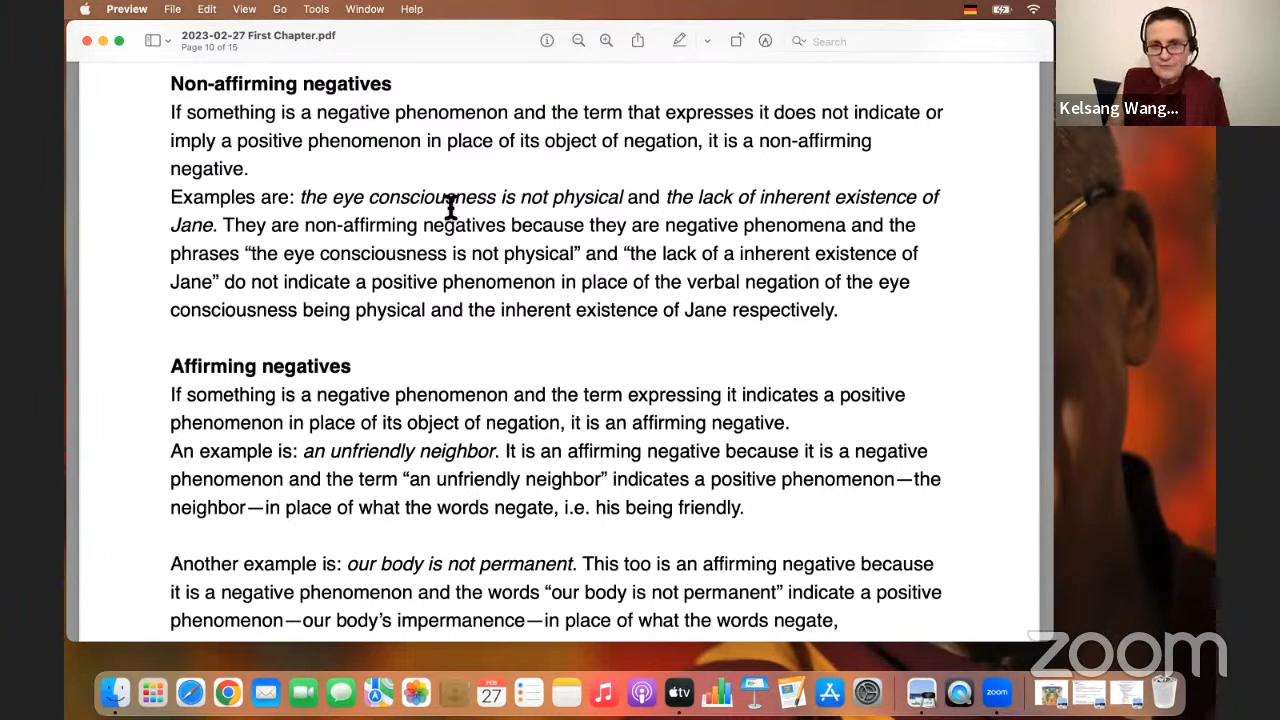 Preview File Edit View Go Tools Window Help
2023-02-27 First Chapter.pdf
Page 10 of 15
Search
Kelsang Wang...
Non-affirming negatives
If something is a negative phenomenon and the term that expresses it does not indicate or
imply a positive phenomenon in place of its object of negation, it is a non-affirming
negative.
Examples are: the eye consciousness is not physical and the lack of inherent existence of
Jane. They are non-affirming negatives because they are negative phenomena and the
phrases “the eye consciousness is not physical” and “the lack of a inherent existence of
Jane” do not indicate a positive phenomenon in place of the verbal negation of the eye
consciousness being physical and the inherent existence of Jane respectively.
Affirming negatives
If something is a negative phenomenon and the term expressing it indicates a positive
phenomenon in place of its object of negation, it is an affirming negative.
An example is: an unfriendly neighbor. It is an affirming negative because it is a negative
phenomenon and the term “an unfriendly neighbor” indicates a positive phenomenon—the
neighbor—in place of what the words negate, i.e. his being friendly.
Another example is: our body is not permanent. This too is an affirming negative because
it is a negative phenomenon and the words “our body is not permanent” indicate a positive
phenomenon—our body’s impermanence—in place of what the words negate,
zoom
FEB
27
tv
zoom